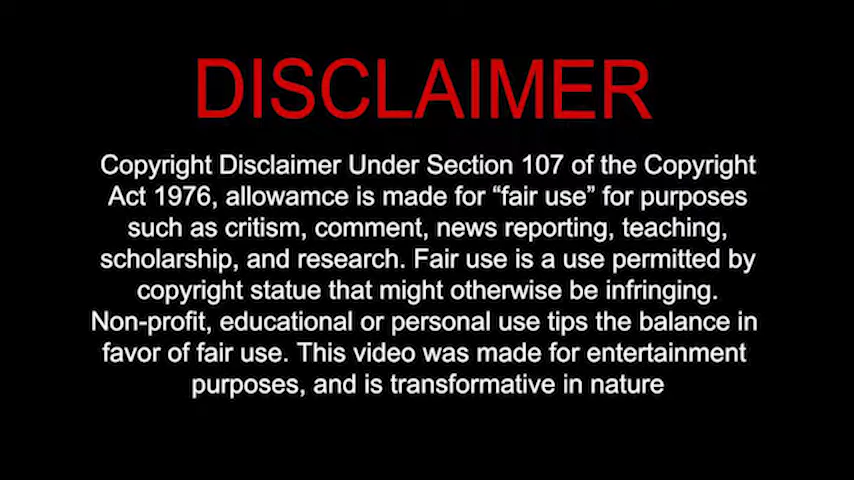 DISCLAIMER
Copyright Disclaimer Under Section 107 of the Copyright
Act 1976, allowamce is made for “fair use” for purposes
such as critism, comment, news reporting, teaching,
scholarship, and research. Fair use is a use permitted by
copyright statue that might otherwise be infringing.
Non-profit, educational or personal use tips the balance in
favor of fair use. This video was made for entertainment
purposes, and is transformative in nature